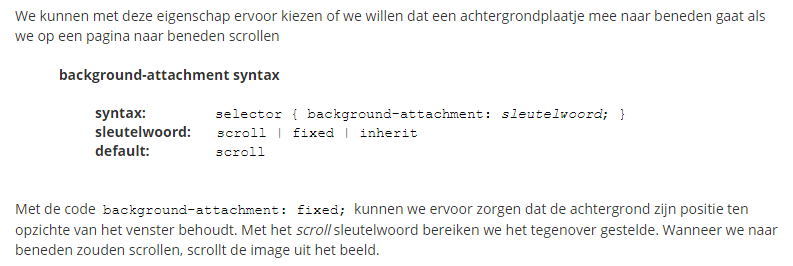 We kunnen met deze eigenschap ervoor kiezen of we willen dat een achtergrondplaatje mee naar beneden gaat als
we op een pagina naar beneden scrollen
background-attachment syntax
syntax: selector { background-attachment: sleutelwoord; }
sleutelwoord: scroll | fixed | inherit
default: scroll
Met de code background-attachment: fixed; kunnen we ervoor zorgen dat de achtergrond zijn positie ten
opzichte van het venster behoudt. Met het scroll sleutelwoord bereiken we het tegenover gestelde. Wanneer we naar
beneden zouden scrollen, scrollt de image uit het beeld.